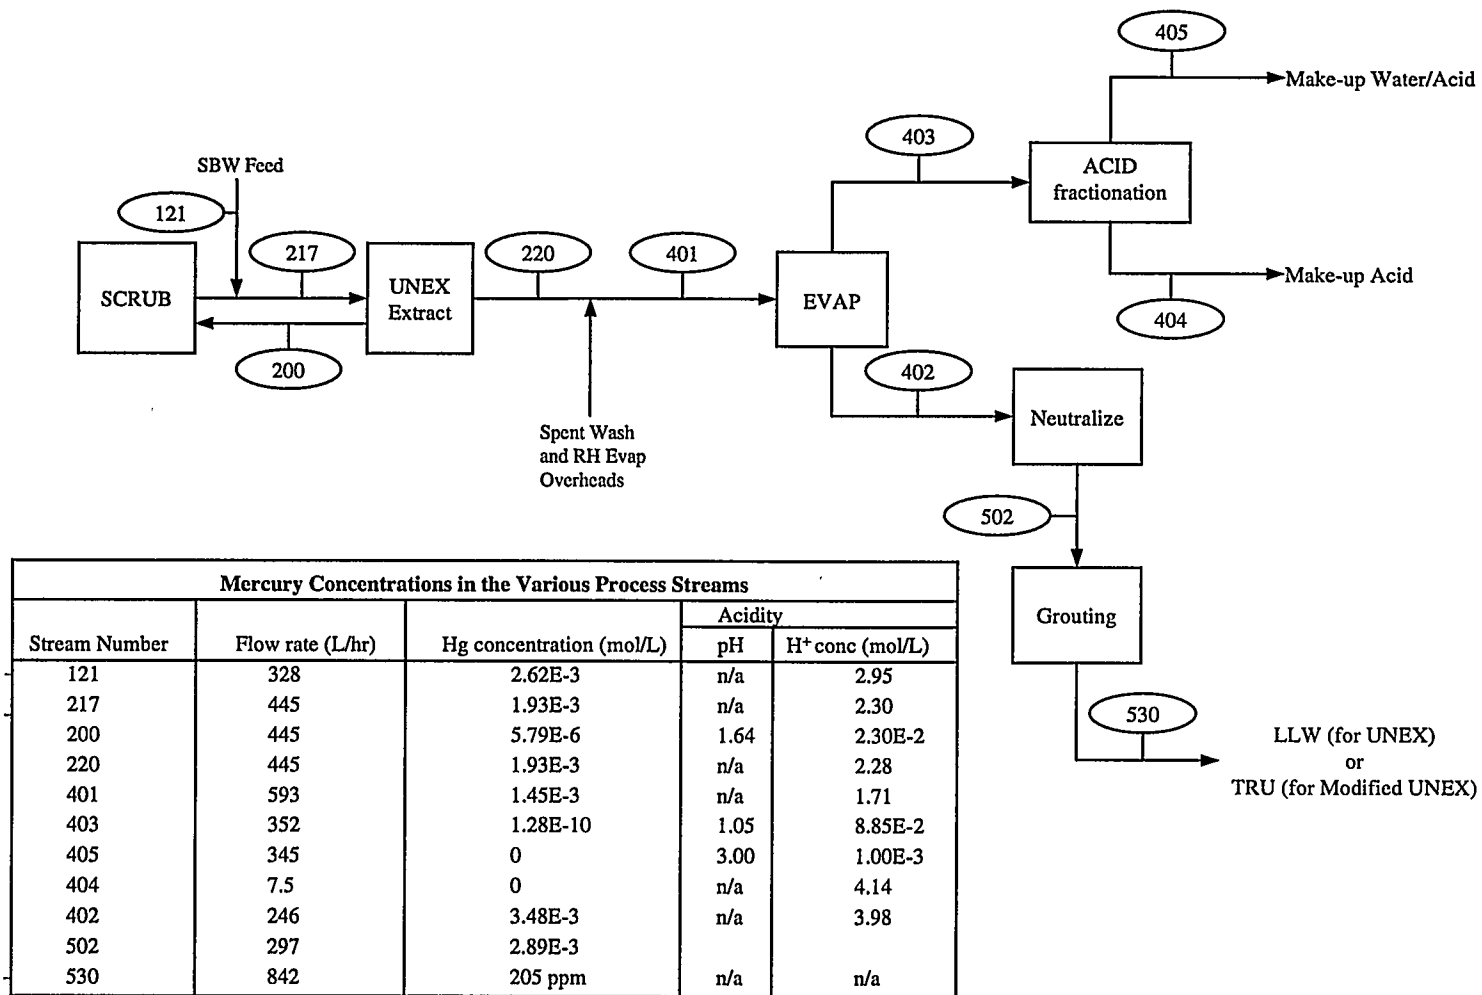 405
Make-up Water/Acid
403
ACID
fractionation
SBW Feed
121
217
220
401
SCRUB
UNEX
Extract
EVAP
Make-up Acid
404
200
402
Neutralize
Spent Wash
and RH Evap
Overheads
502
Grouting
530
LLW (for UNEX)
or
TRU (for Modified UNEX)
Mercury Concentrations in the Various Process Streams
Acidity
Stream Number Flow rate (L/hr) Hg concentration (mol/L) pH H+ conc (mol/L)
121 328 2.62E-3 n/a 2.95
217 445 1.93E-3 n/a 2.30
200 445 5.79E-6 1.64 2.30E-2
220 445 1.93E-3 n/a 2.28
401 593 1.45E-3 n/a 1.71
403 352 1.28E-10 1.05 8.85E-2
405 345 0 3.00 1.00E-3
404 7.5 0 n/a 4.14
402 246 3.48E-3 n/a 3.98
502 297 2.89E-3
530 842 205 ppm n/a n/a